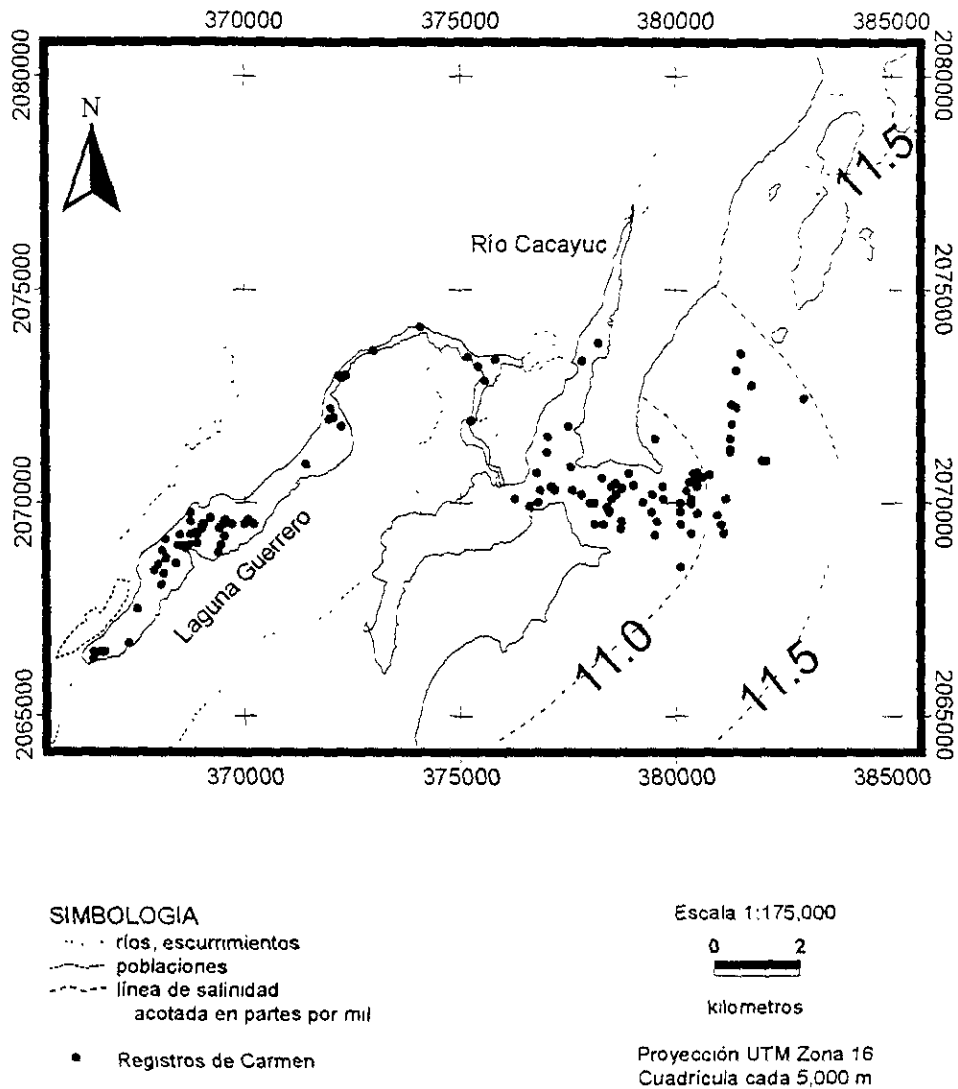 370000 375000 380000 385000
2080000 2080000
N
11.5
Río Cacayuc
2075000 2075000
2070000 2070000
Laguna Guerrero
11.0
11.5
2065000 2065000
370000 375000 380000 385000
SIMBOLOGIA
ríos, escurrimientos
poblaciones
línea de salinidad
acotada en partes por mil
Registros de Carmen
Escala 1:175,000
0 2
kilometros
Proyección UTM Zona 16
Cuadrícula cada 5,000 m